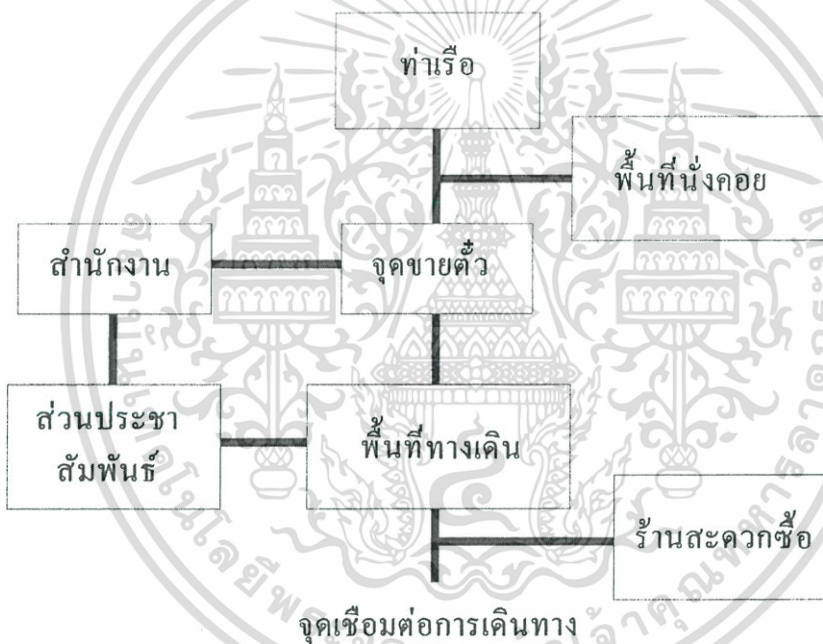 ท่าเรือ
พื้นที่นั่งคอย
สำนักงาน
จุดขายตั๋ว
ส่วนประชา
สัมพันธ์
พื้นที่ทางเดิน
ร้านสะดวกซื้อ
จุดเชื่อมต่อการเดินทาง